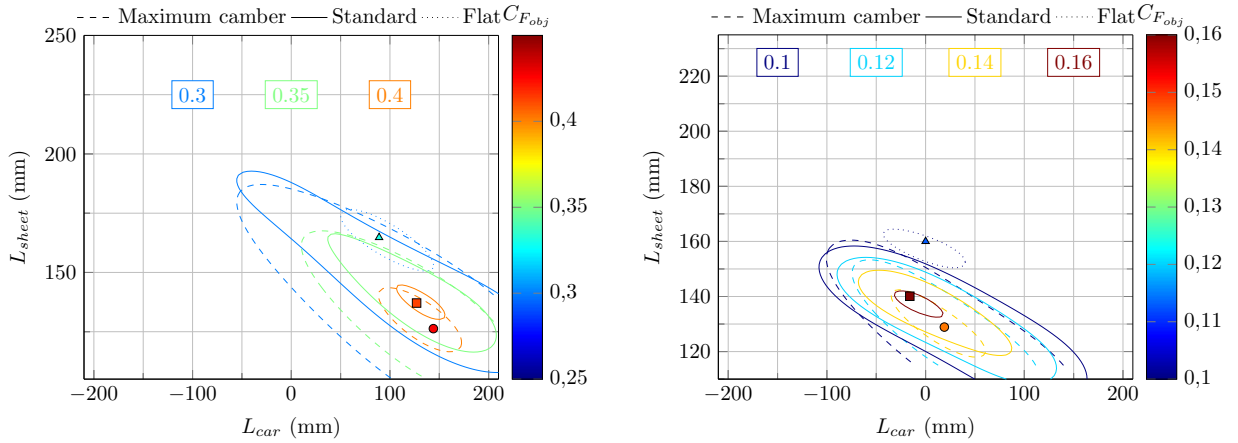 Maximum camber Standard Flat C_{F_{obj}}
250
200
150
−200 −100 0 100 200
L_{car} (mm)
L_{sheet} (mm)
0.3 0.35 0.4
0,4
0,35
0,3
0,25
Maximum camber Standard Flat C_{F_{obj}}
220
200
180
160
140
120
−200 −100 0 100 200
L_{car} (mm)
L_{sheet} (mm)
0.1 0.12 0.14 0.16
0,16
0,16
0,15
0,14
0,13
0,12
0,11
0,11
0,1